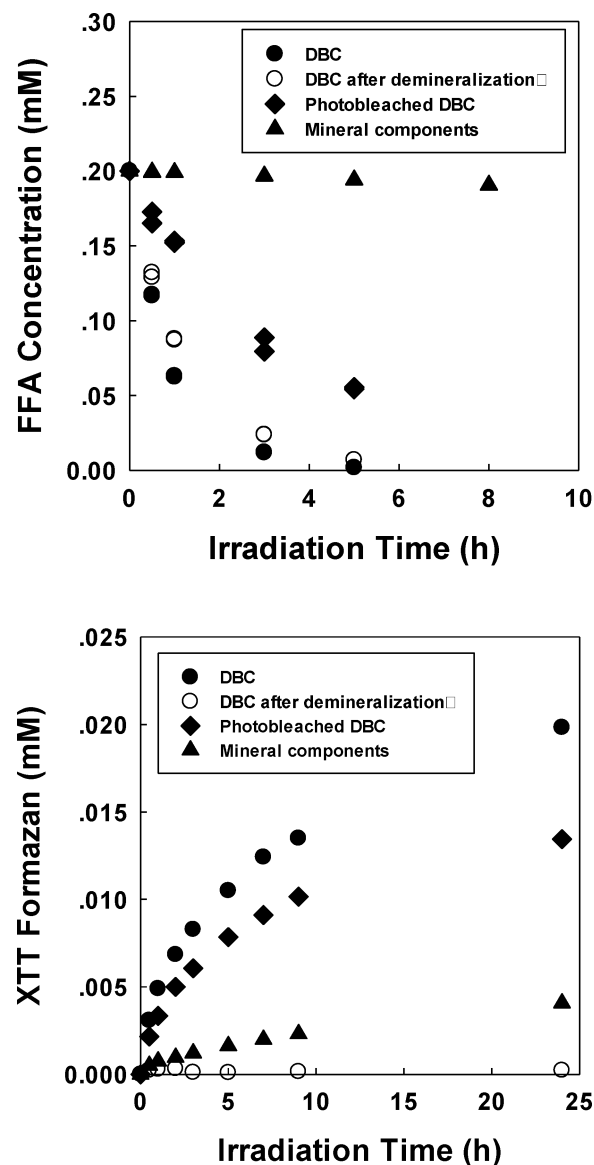 .30
DBC
DBC after demineralization□
Photobleached DBC
Mineral components
.25
.20
.15
.10
.05
0.00
FFA Concentration (mM)
0 2 4 6 8 10
Irradiation Time (h)
.025
DBC
DBC after demineralization□
Photobleached DBC
Mineral components
.020
.015
.010
.005
0.000
XTT Formazan (mM)
0 5 10 15 20 25
Irradiation Time (h)